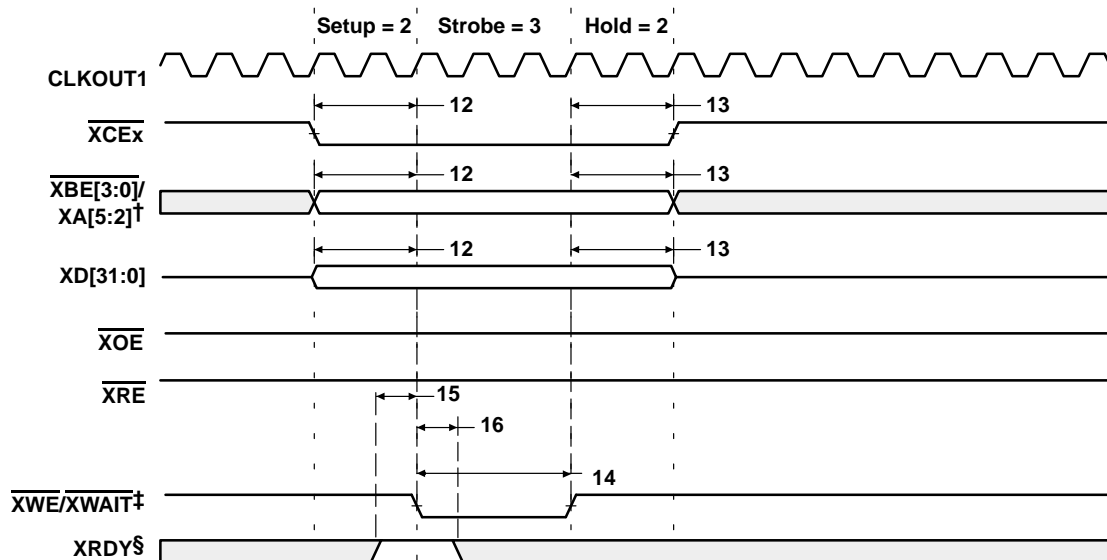 Setup = 2 Strobe = 3 Hold = 2
CLKOUT1
12 13
XCEx
12 13
XBE[3:0]/
XA[5:2]†
12 13
XD[31:0]
XOE
XRE
15
16
14
XWE/XWAIT‡
XRDY§